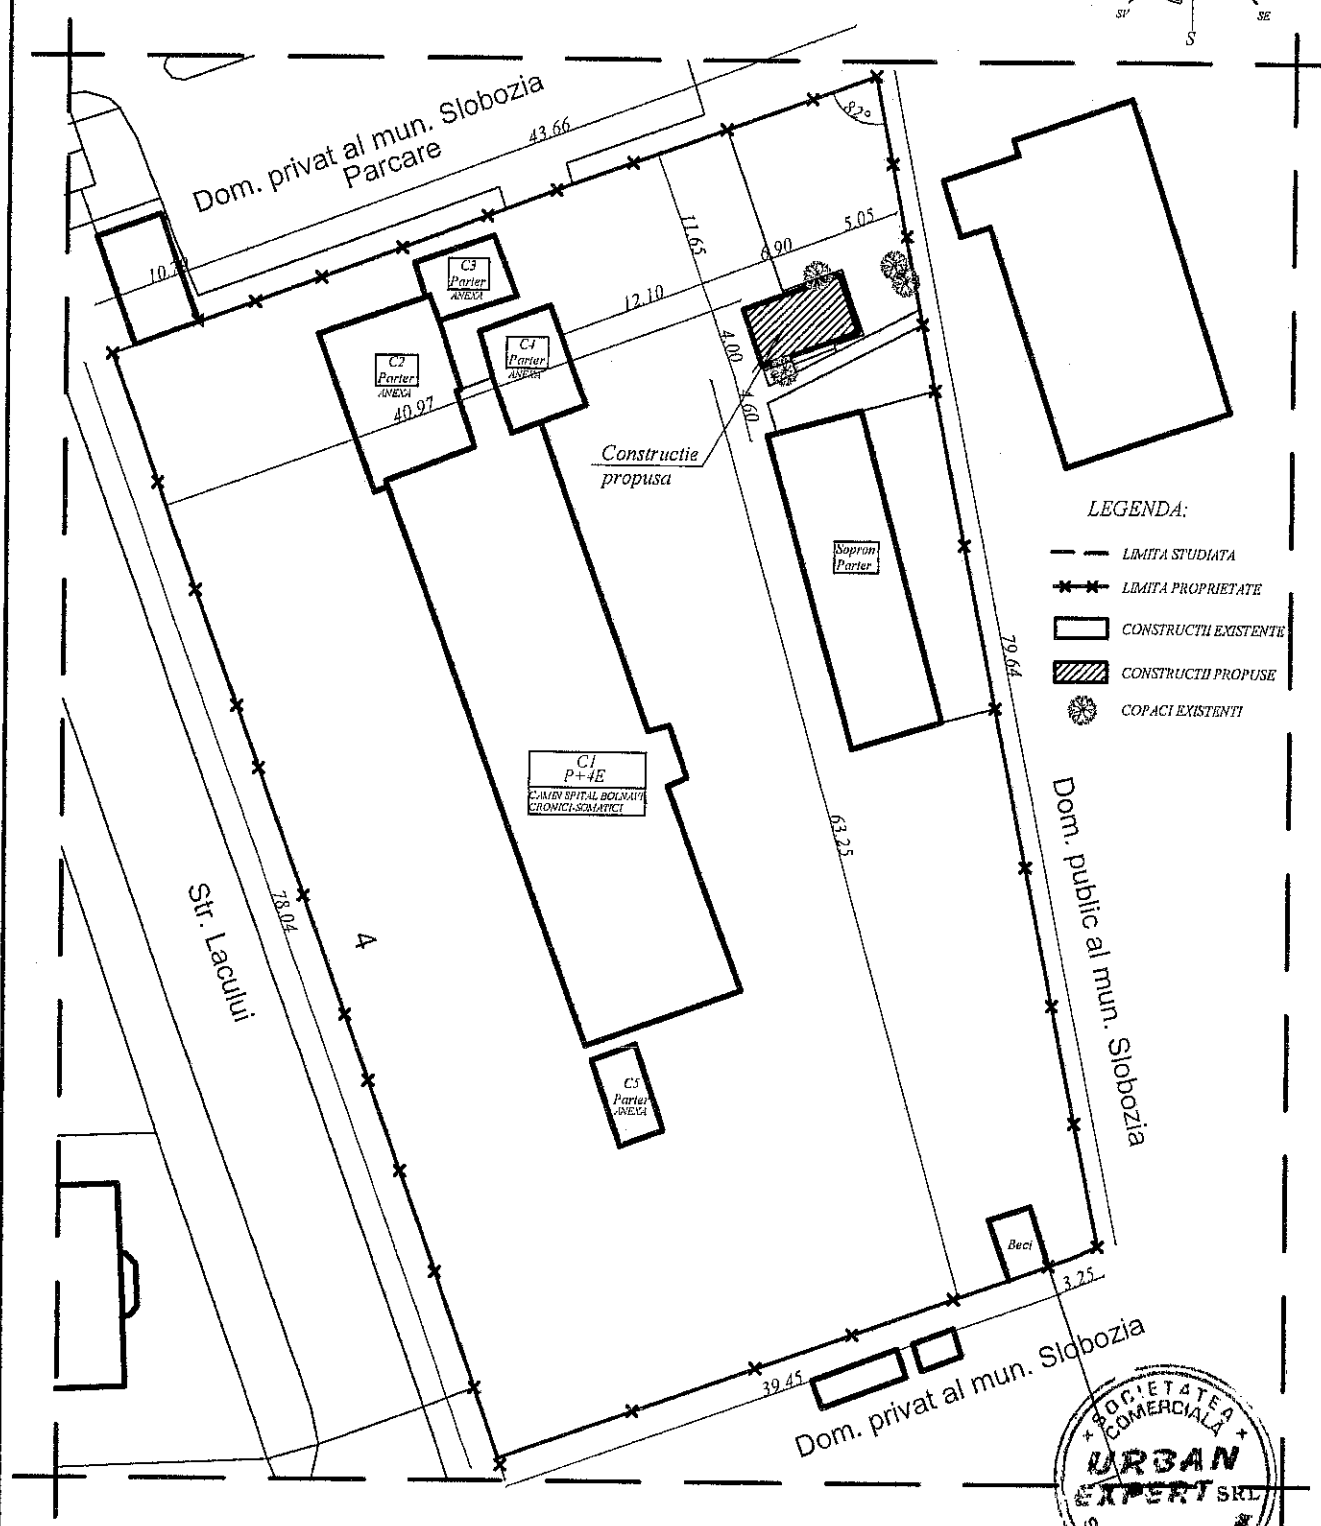 SV
SE
S
Dom. privat al mun. Slobozia
Parcare
43.66
82°
10.74
11.65
6.90
5.05
12.10
C3
Parter
ANEXA
C4
Parter
ANEXA
C2
Parter
ANEXA
40.97
4.00
4.60
Constructie
propusa
LEGENDA:
LIMITA STUDIATA
LIMITA PROPRIETATE
CONSTRUCTII EXISTENTE
CONSTRUCTII PROPUSE
COPACI EXISTENTI
Sopron
Parter
79.64
C1
P+4E
CAMIN SPITAL BOLNAVI
CRONICI-SOMATICI
63.25
Dom. public al mun. Slobozia
Str. Lacului
78.04
4
C5
Parter
ANEXA
Beci
3.25
39.45
Dom. privat al mun. Slobozia
SOCIETATEA
COMERCIALĂ
URBAN
EXPERT SRL